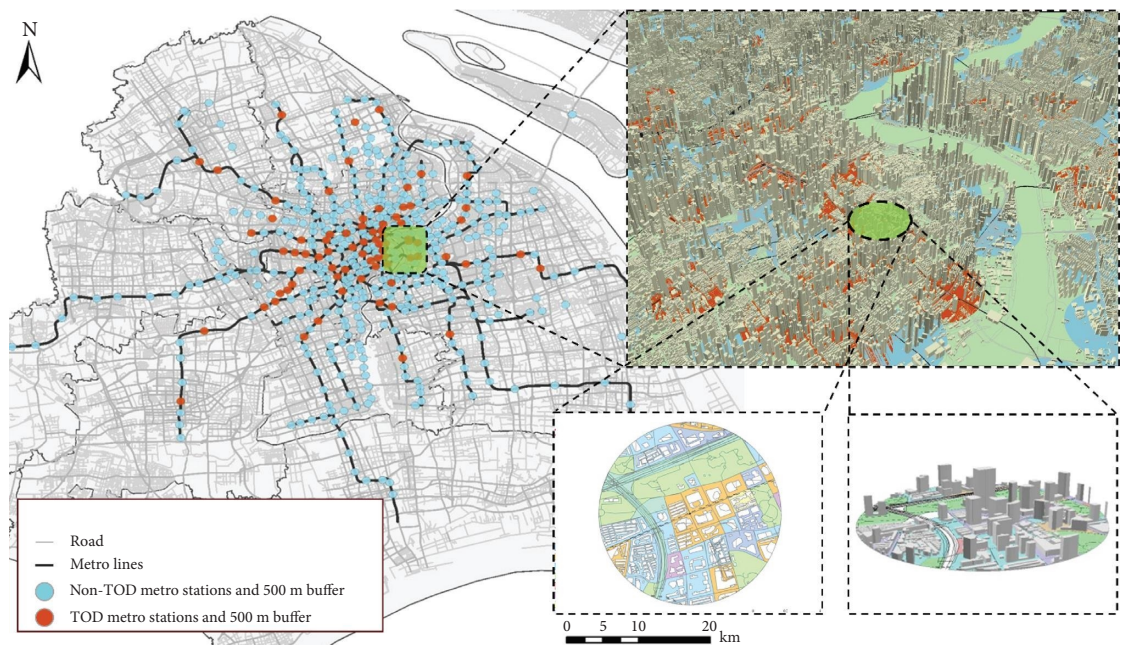 N
Road
Metro lines
Non-TOD metro stations and 500 m buffer
TOD metro stations and 500 m buffer
0 5 10 20
km